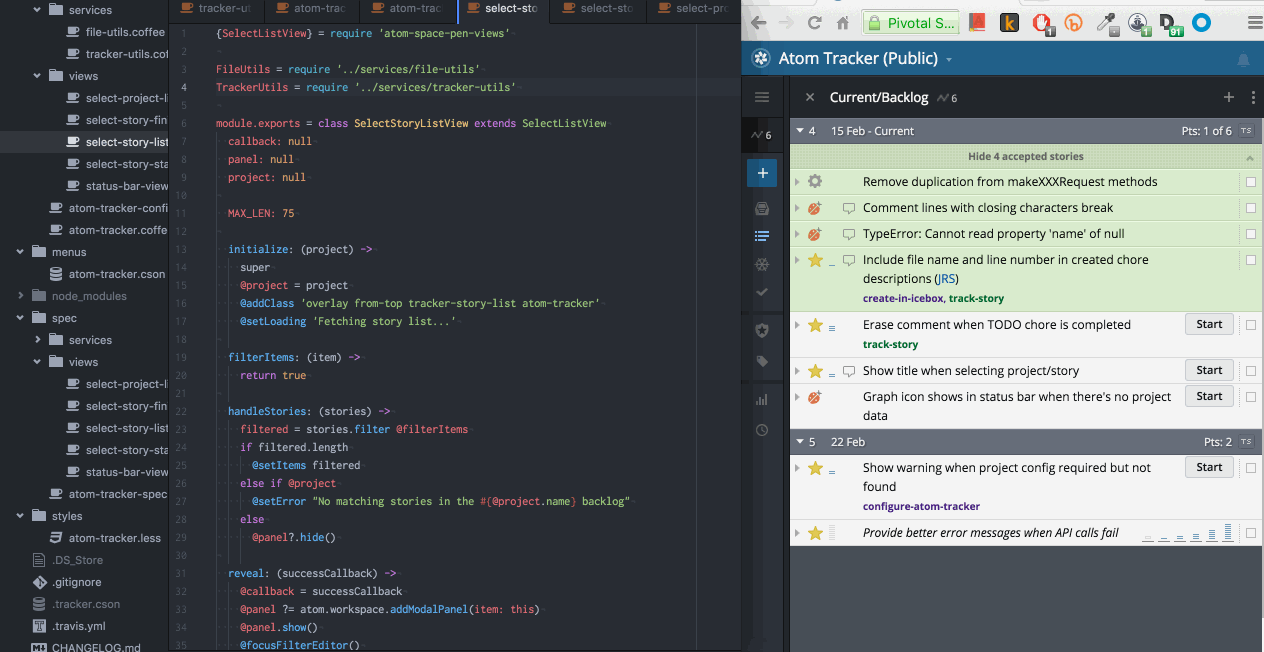 services
file-utils.coffee
tracker-utils.cof
views
select-project-li
select-story-fin
select-story-list
select-story-sta
status-bar-view
atom-tracker-confi
atom-tracker.coffe
menus
atom-tracker.cson
node_modules
spec
services
views
select-project-li
select-story-fin
select-story-list
select-story-sta
status-bar-view
atom-tracker-spec
styles
atom-tracker.less
.DS_Store
.gitignore
.tracker.cson
.travis.yml
CHANGELOG.md
tracker-ut
atom-trac
atom-trac
select-sto
select-sto
select-pro
1 {SelectListView} = require 'atom-space-pen-views'
2
3 FileUtils = require '../services/file-utils'
4 TrackerUtils = require '../services/tracker-utils'
5
6 module.exports = class SelectStoryListView extends SelectListView
7 callback: null
8 panel: null
9 project: null
10
11 MAX_LEN: 75
12
13 initialize: (project) ->
14 super
15 @project = project
16 @addClass 'overlay from-top tracker-story-list atom-tracker'
17 @setLoading 'Fetching story list...'
18
19 filterItems: (item) ->
20 return true
21
22 handleStories: (stories) ->
23 filtered = stories.filter @filterItems
24 if filtered.length
25 @setItems filtered
26 else if @project
27 @setError "No matching stories in the #{@project.name} backlog"
28 else
29 @panel?.hide()
30
31 reveal: (successCallback) ->
32 @callback = successCallback
33 @panel ?= atom.workspace.addModalPanel(item: this)
34 @panel.show()
35 @focusFilterEditor()
Pivotal S...
k
1
1
D
91
Atom Tracker (Public)
6
Current/Backlog 6
4 15 Feb - Current Pts: 1 of 6 TS
Hide 4 accepted stories
Remove duplication from makeXXXRequest methods
Comment lines with closing characters break
TypeError: Cannot read property 'name' of null
Include file name and line number in created chore
descriptions (JRS)
create-in-icebox, track-story
Erase comment when TODO chore is completed Start
track-story
Show title when selecting project/story Start
Graph icon shows in status bar when there's no project Start
data
5 22 Feb Pts: 2 TS
Show warning when project config required but not Start
found
configure-atom-tracker
Provide better error messages when API calls fail